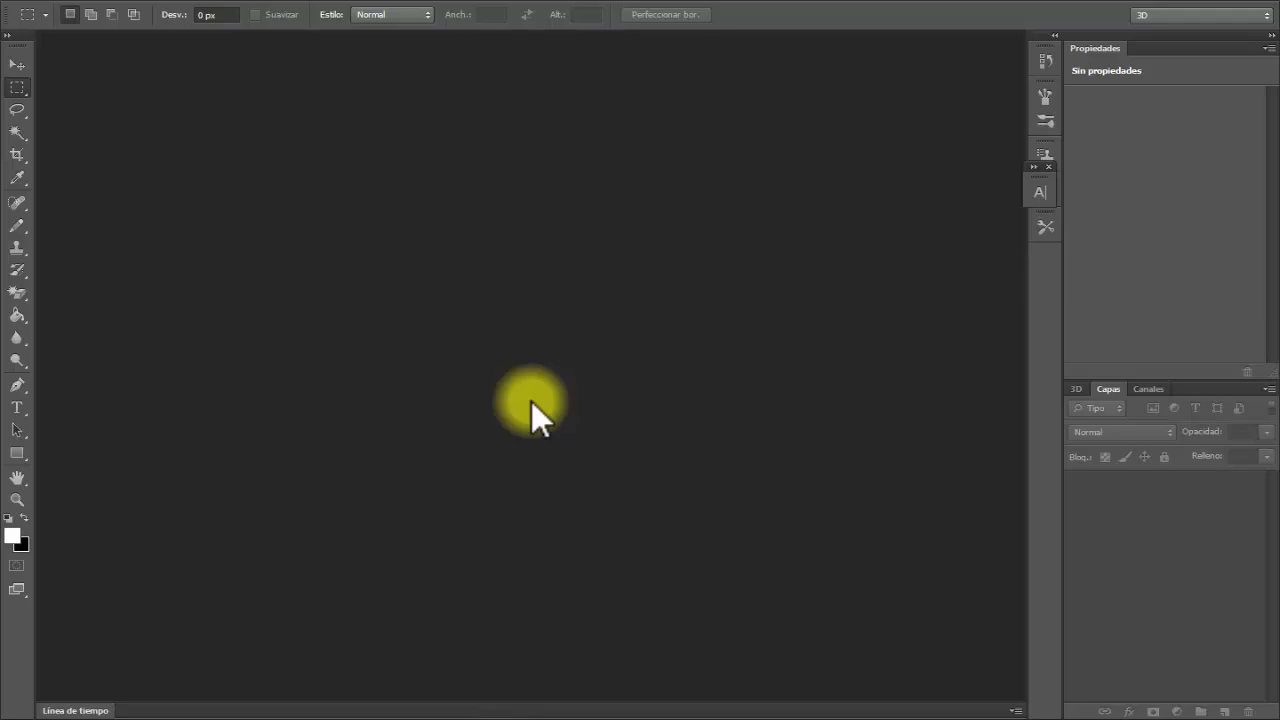 Desv.: 0 px Suavizar Estilo: Normal Anch.: Alt.: Perfeccionar bor. 3D
Propiedades
Sin propiedades
A
T
3D Capas Canales
Tipo
Normal Opacidad:
Bloq.: Relleno:
Línea de tiempo